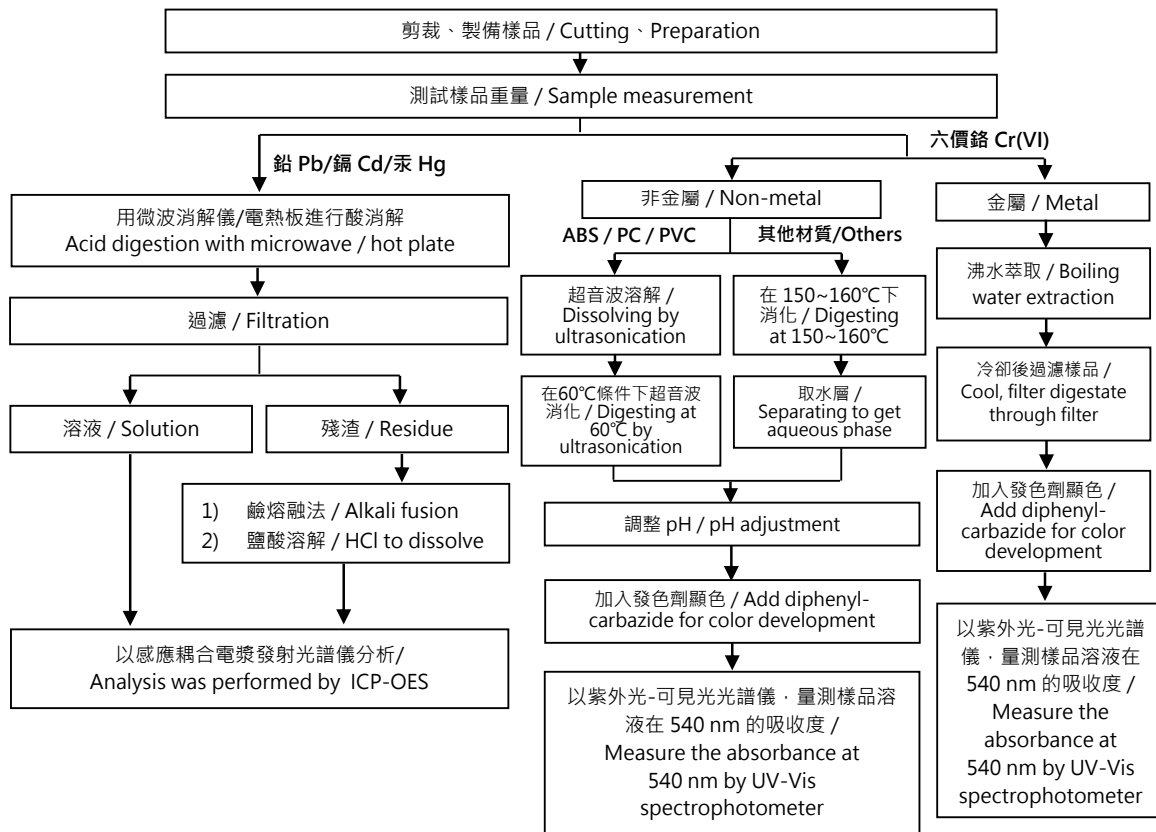 剪裁、製備樣品 / Cutting、Preparation
測試樣品重量 / Sample measurement
鉛 Pb/鎘 Cd/汞 Hg
六價鉻 Cr(VI)
用微波消解儀/電熱板進行酸消解
Acid digestion with microwave / hot plate
過濾 / Filtration
溶液 / Solution
殘渣 / Residue
1) 鹼熔融法 / Alkali fusion
2) 鹽酸溶解 / HCl to dissolve
以感應耦合電漿發射光譜儀分析/
Analysis was performed by ICP-OES
非金屬 / Non-metal
ABS / PC / PVC
其他材質/Others
超音波溶解 /
Dissolving by
ultrasonication
在60℃條件下超音波
消化 / Digesting at
60℃ by
ultrasonication
在 150~160℃下
消化 / Digesting
at 150~160℃
取水層 /
Separating to get
aqueous phase
調整 pH / pH adjustment
加入發色劑顯色 / Add diphenyl-
carbazide for color development
以紫外光-可見光光譜儀，量測樣品溶
液在 540 nm 的吸收度 /
Measure the absorbance at
540 nm by UV-Vis
spectrophotometer
金屬 / Metal
沸水萃取 / Boiling
water extraction
冷卻後過濾樣品 /
Cool, filter digestate
through filter
加入發色劑顯色 /
Add diphenyl-
carbazide for color
development
以紫外光-可見光光譜
儀，量測樣品溶液在
540 nm 的吸收度 /
Measure the
absorbance at
540 nm by UV-Vis
spectrophotometer